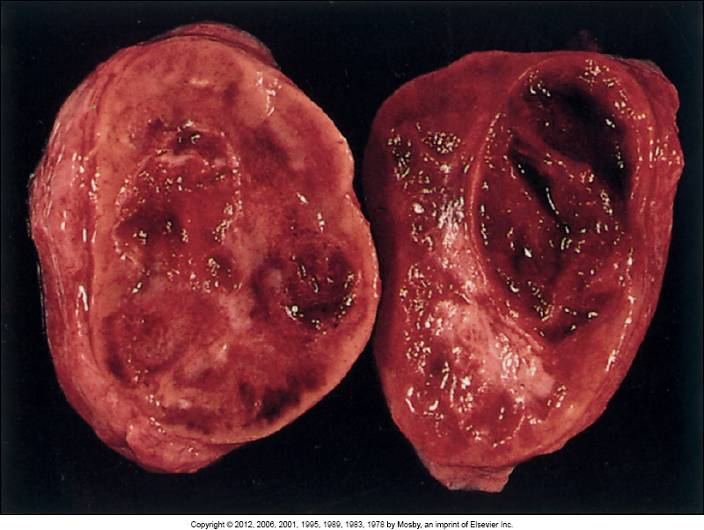 Copyright © 2012, 2006, 2001, 1995, 1989, 1983, 1978 by Mosby, an imprint of Elsevier Inc.